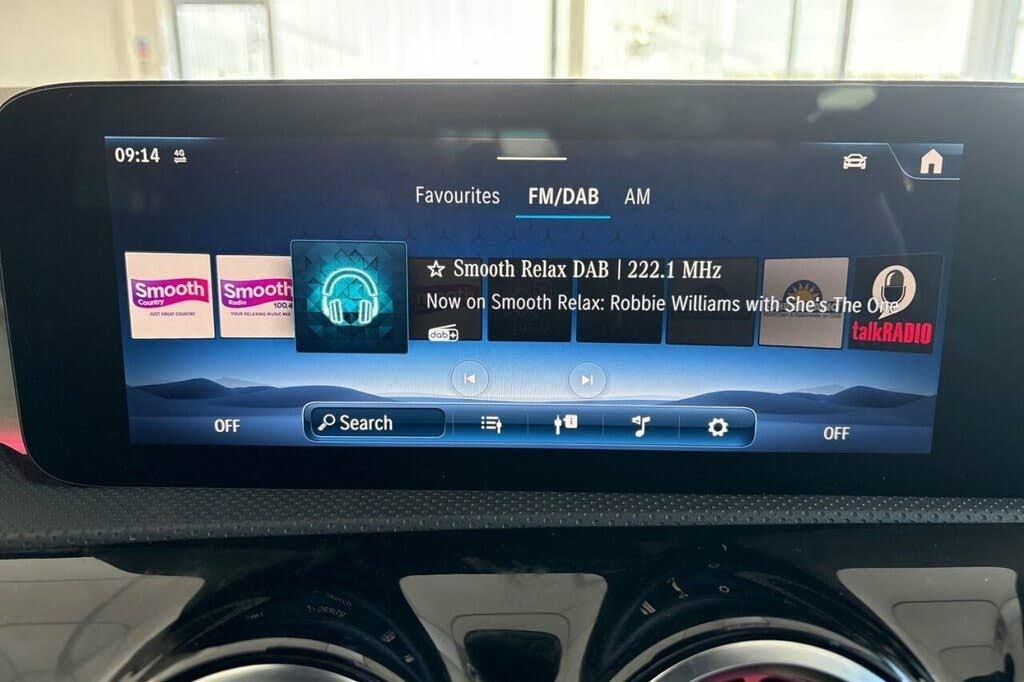 09:14 4G
Favourites FM/DAB AM
Smooth
Country
JUST GREAT COUNTRY
Smooth
Radio 100.4
YOUR RELAXING MUSIC MIX
☆ Smooth Relax DAB | 222.1 MHz
Now on Smooth Relax: Robbie Williams with She's The One
dab+
talkRADIO
OFF
Search
OFF